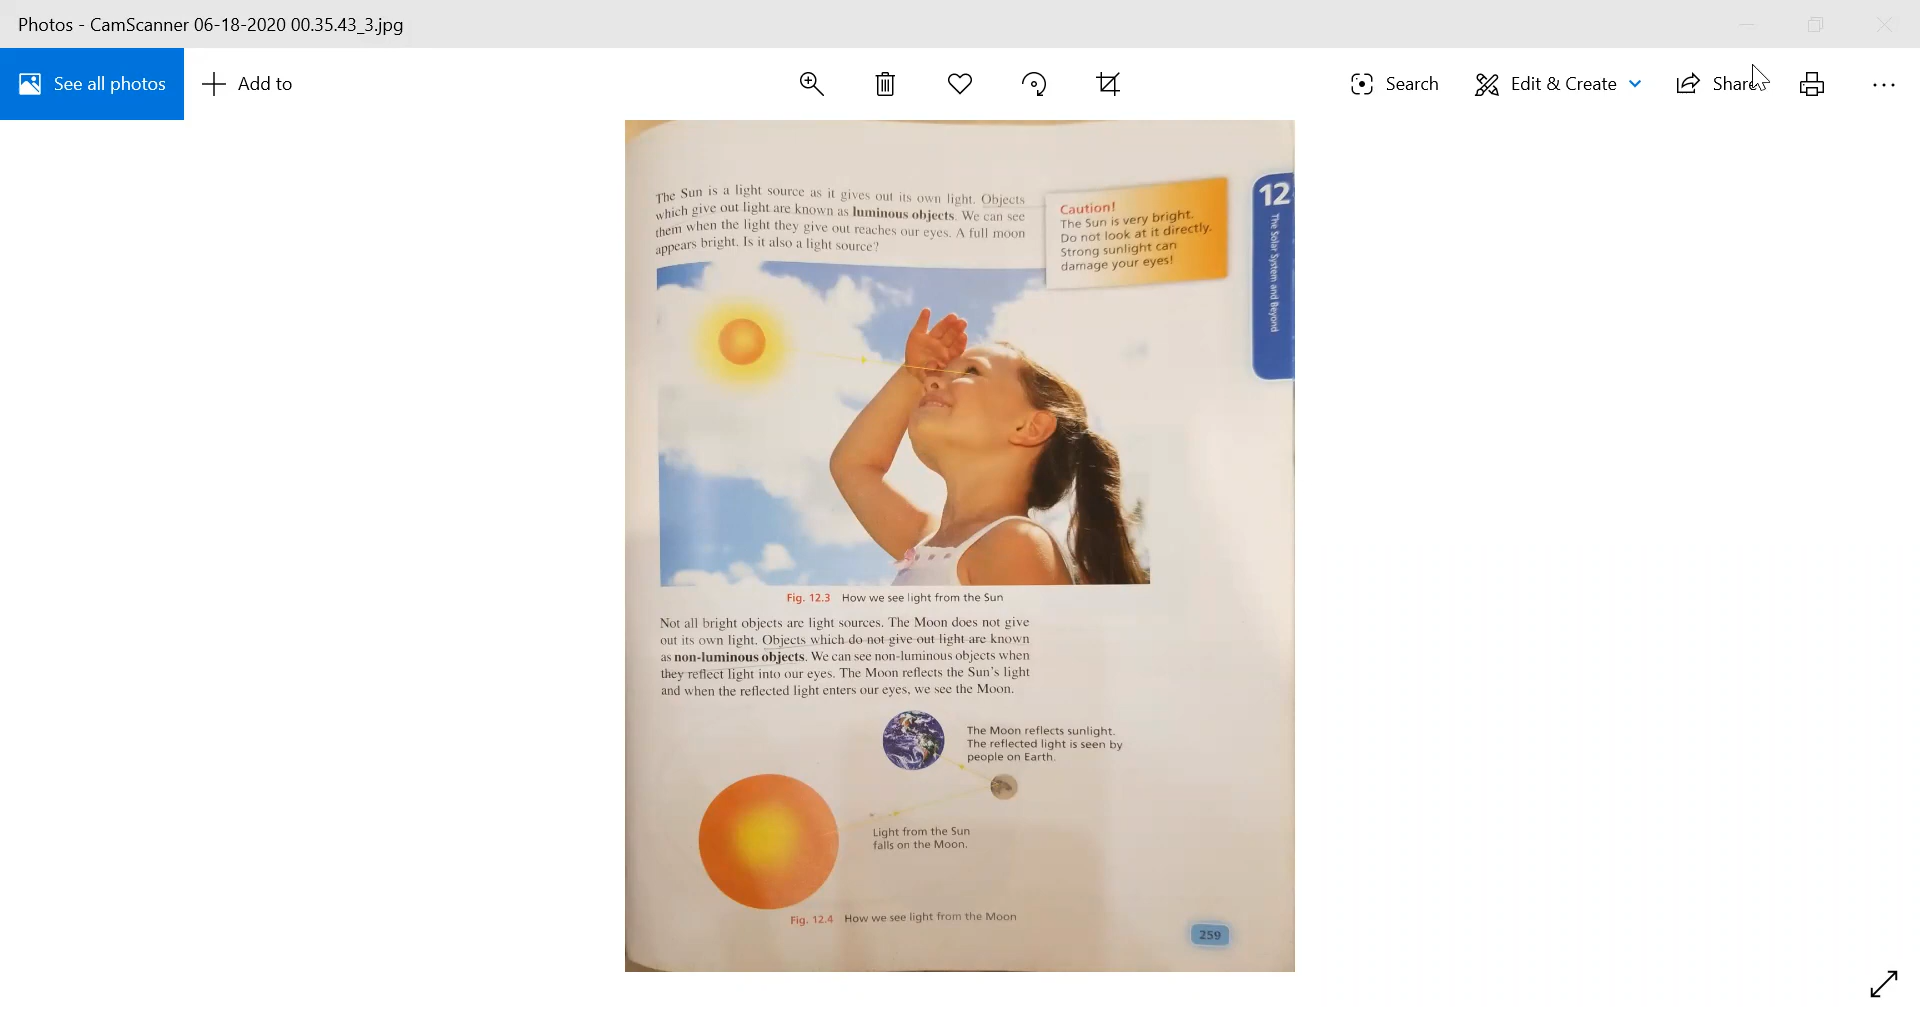 Photos - CamScanner 06-18-2020 00.35.43_3.jpg
See all photos
Add to
Search
Edit & Create
Share
The Sun is a light source as it gives out its own light. Objects
which give out light are known as luminous objects. We can see
them when the light they give out reaches our eyes. A full moon
appears bright. Is it also a light source?
Caution!
The Sun is very bright.
Do not look at it directly.
Strong sunlight can
damage your eyes!
12
The Solar System and Beyond
Fig. 12.3 How we see light from the Sun
Not all bright objects are light sources. The Moon does not give
out its own light. Objects which do not give out light are known
as non-luminous objects. We can see non-luminous objects when
they reflect light into our eyes. The Moon reflects the Sun's light
and when the reflected light enters our eyes, we see the Moon.
The Moon reflects sunlight.
The reflected light is seen by
people on Earth.
Light from the Sun
falls on the Moon.
Fig. 12.4 How we see light from the Moon
259